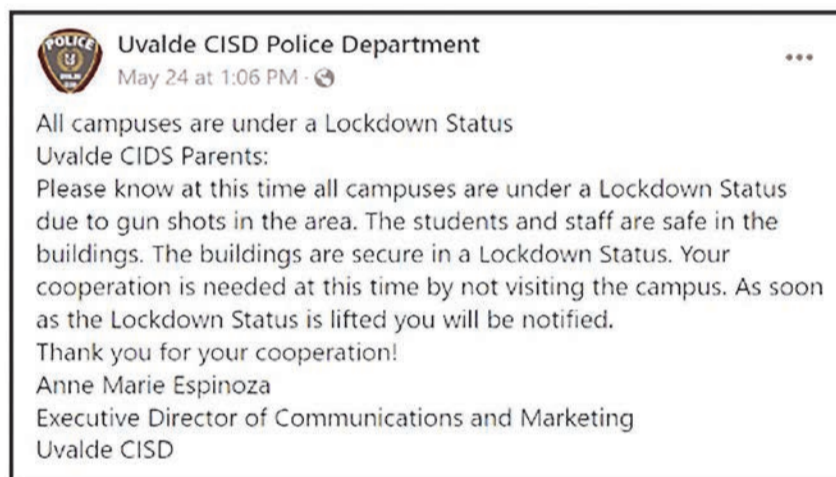 POLICE
Uvalde CISD Police Department
May 24 at 1:06 PM ·
All campuses are under a Lockdown Status
Uvalde CIDS Parents:
Please know at this time all campuses are under a Lockdown Status
due to gun shots in the area. The students and staff are safe in the
buildings. The buildings are secure in a Lockdown Status. Your
cooperation is needed at this time by not visiting the campus. As soon
as the Lockdown Status is lifted you will be notified.
Thank you for your cooperation!
Anne Marie Espinoza
Executive Director of Communications and Marketing
Uvalde CISD